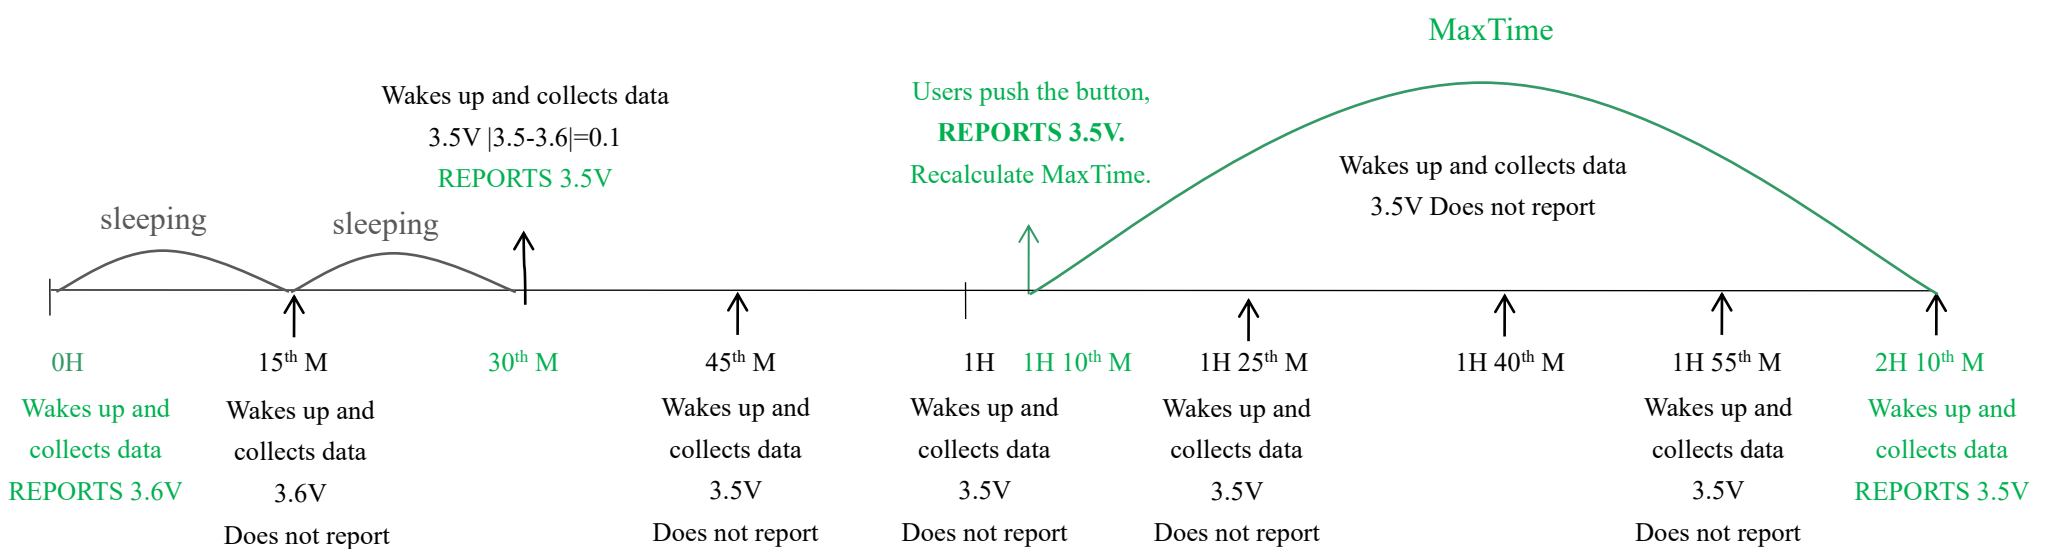 MaxTime
Wakes up and collects data
3.5V |3.5-3.6|=0.1
REPORTS 3.5V
Users push the button,
REPORTS 3.5V.
Recalculate MaxTime.
Wakes up and collects data
3.5V Does not report
sleeping
sleeping
0H
Wakes up and
collects data
REPORTS 3.6V
15th M
Wakes up and
collects data
3.6V
Does not report
30th M
45th M
Wakes up and
collects data
3.5V
Does not report
1H
Wakes up and
collects data
3.5V
Does not report
1H 10th M
1H 25th M
Wakes up and
collects data
3.5V
Does not report
1H 40th M
1H 55th M
Wakes up and
collects data
3.5V
Does not report
2H 10th M
Wakes up and
collects data
REPORTS 3.5V